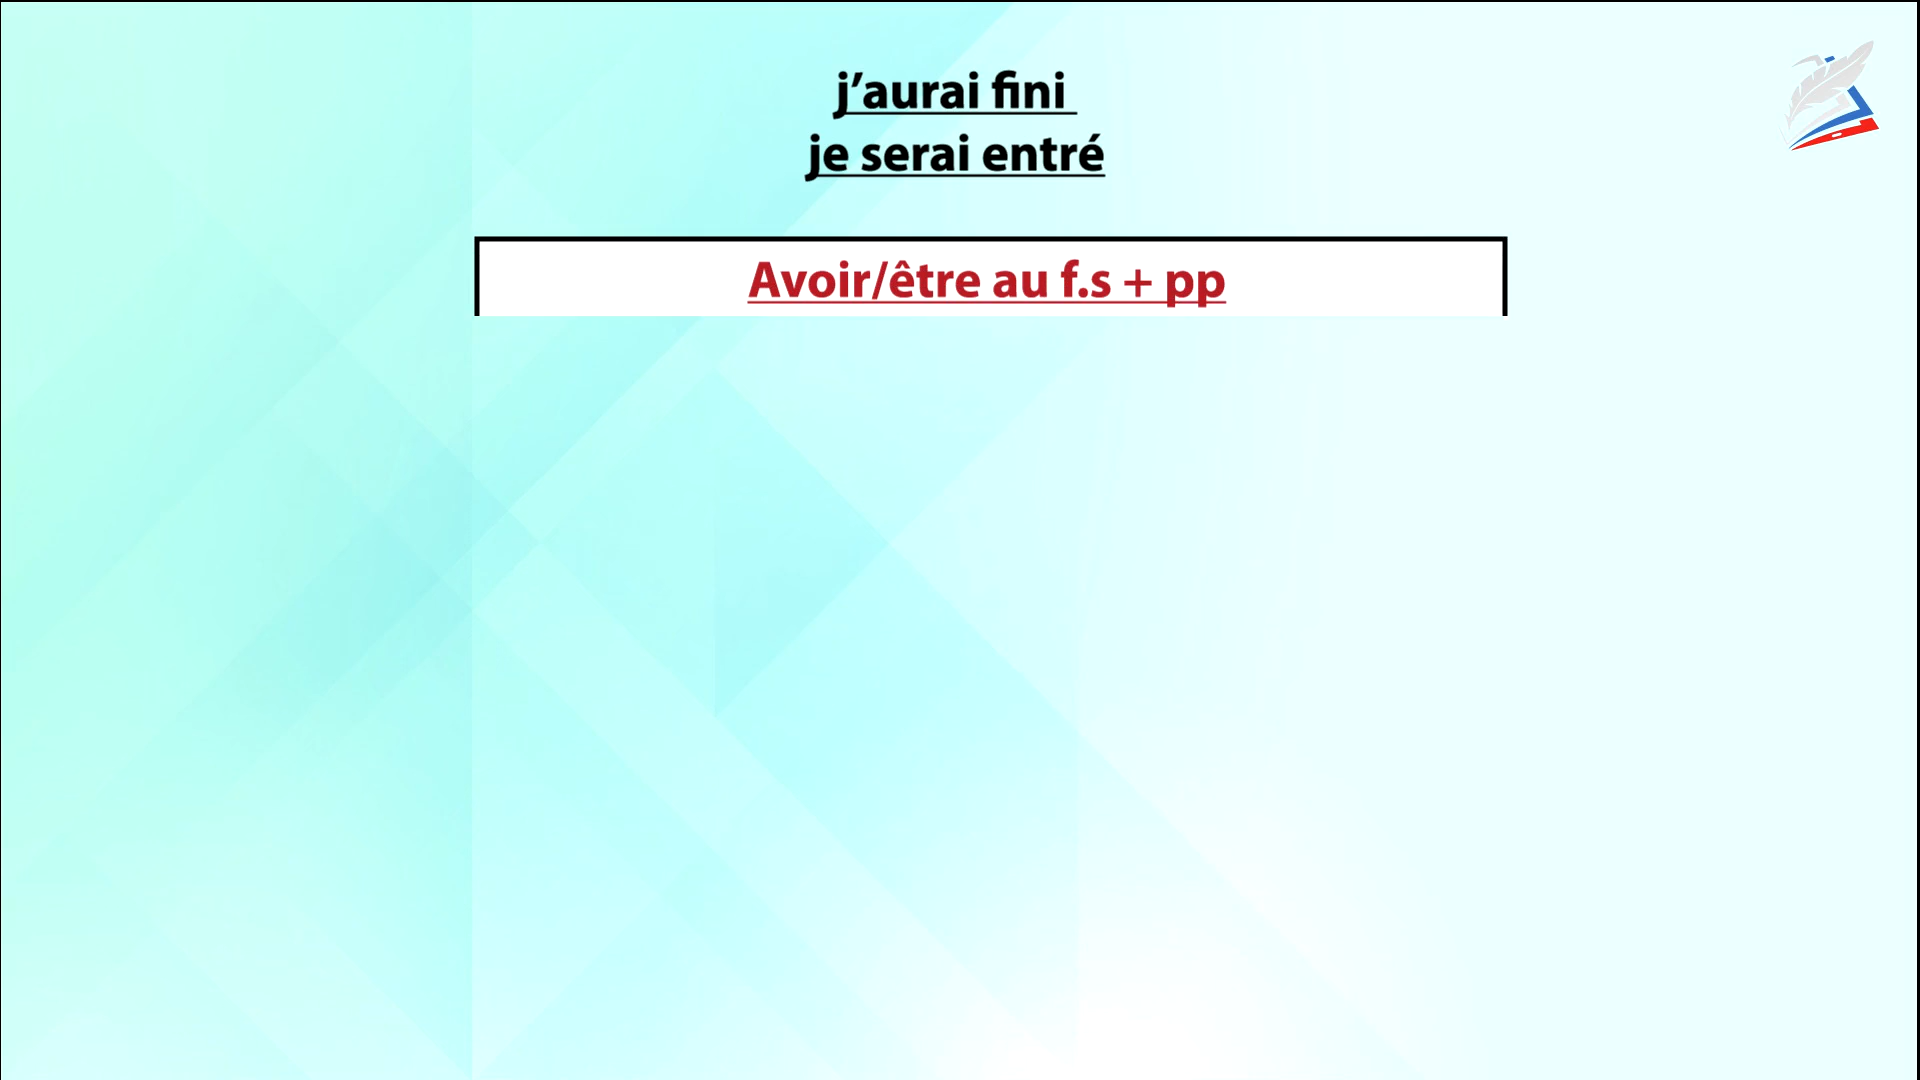 j’aurai fini
je serai entré
Avoir/être au f.s + pp